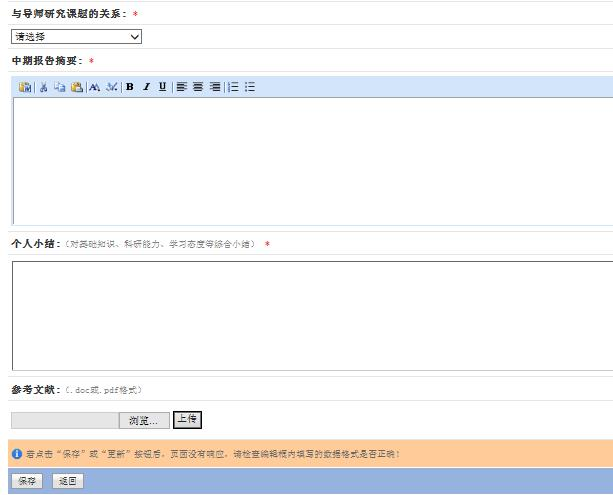 与导师研究课题的关系：*
请选择
中期报告摘要：*
B I U
个人小结：（对基础知识、科研能力、学习态度等综合小结） *
参考文献：（.doc或.pdf格式）
浏览... 上传
若点击“保存”或“更新”按钮后，页面没有响应，请检查编辑框内填写的数据格式是否正确！
保存 返回